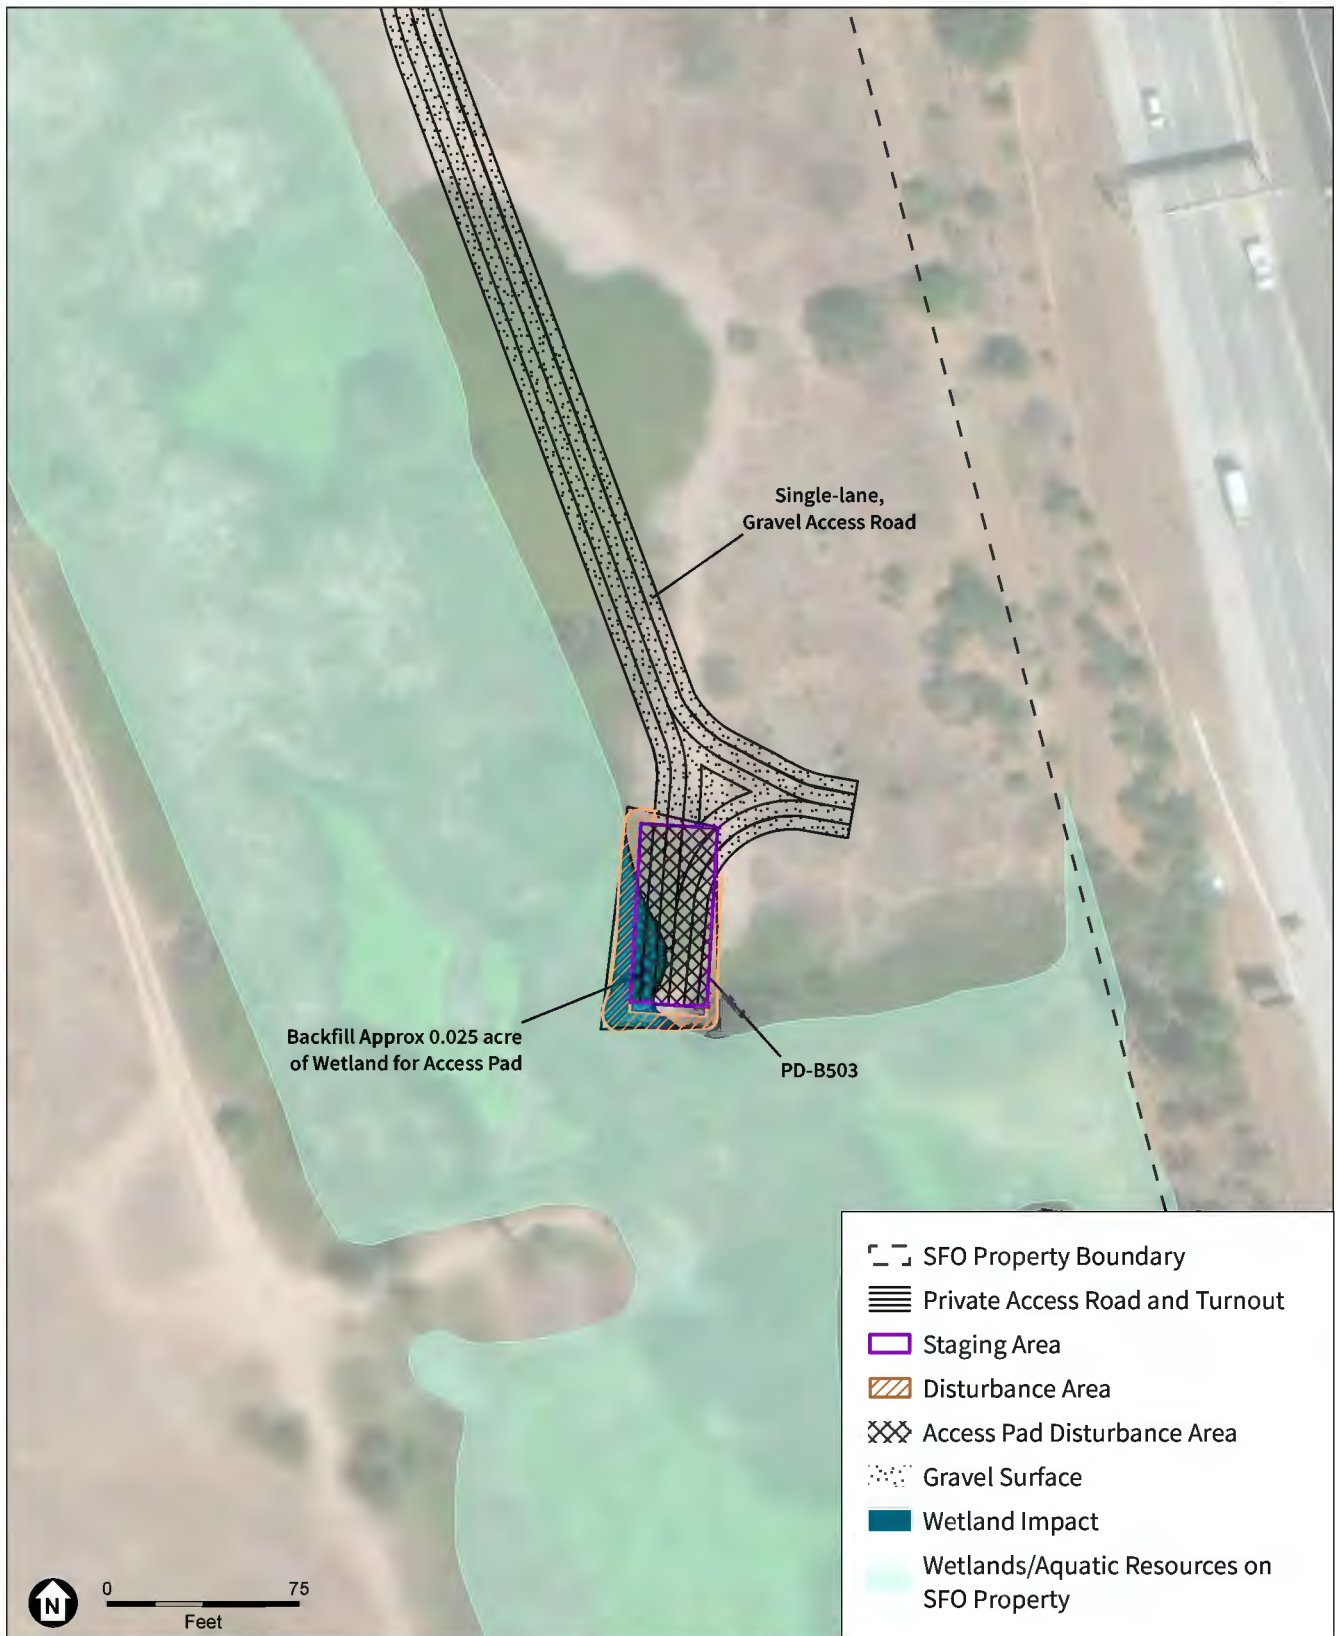 Single-lane,
Gravel Access Road
Backfill Approx 0.025 acre
of Wetland for Access Pad
PD-B503
SFO Property Boundary
Private Access Road and Turnout
Staging Area
Disturbance Area
Access Pad Disturbance Area
Gravel Surface
Wetland Impact
Wetlands/Aquatic Resources on
SFO Property
N
0 75
Feet